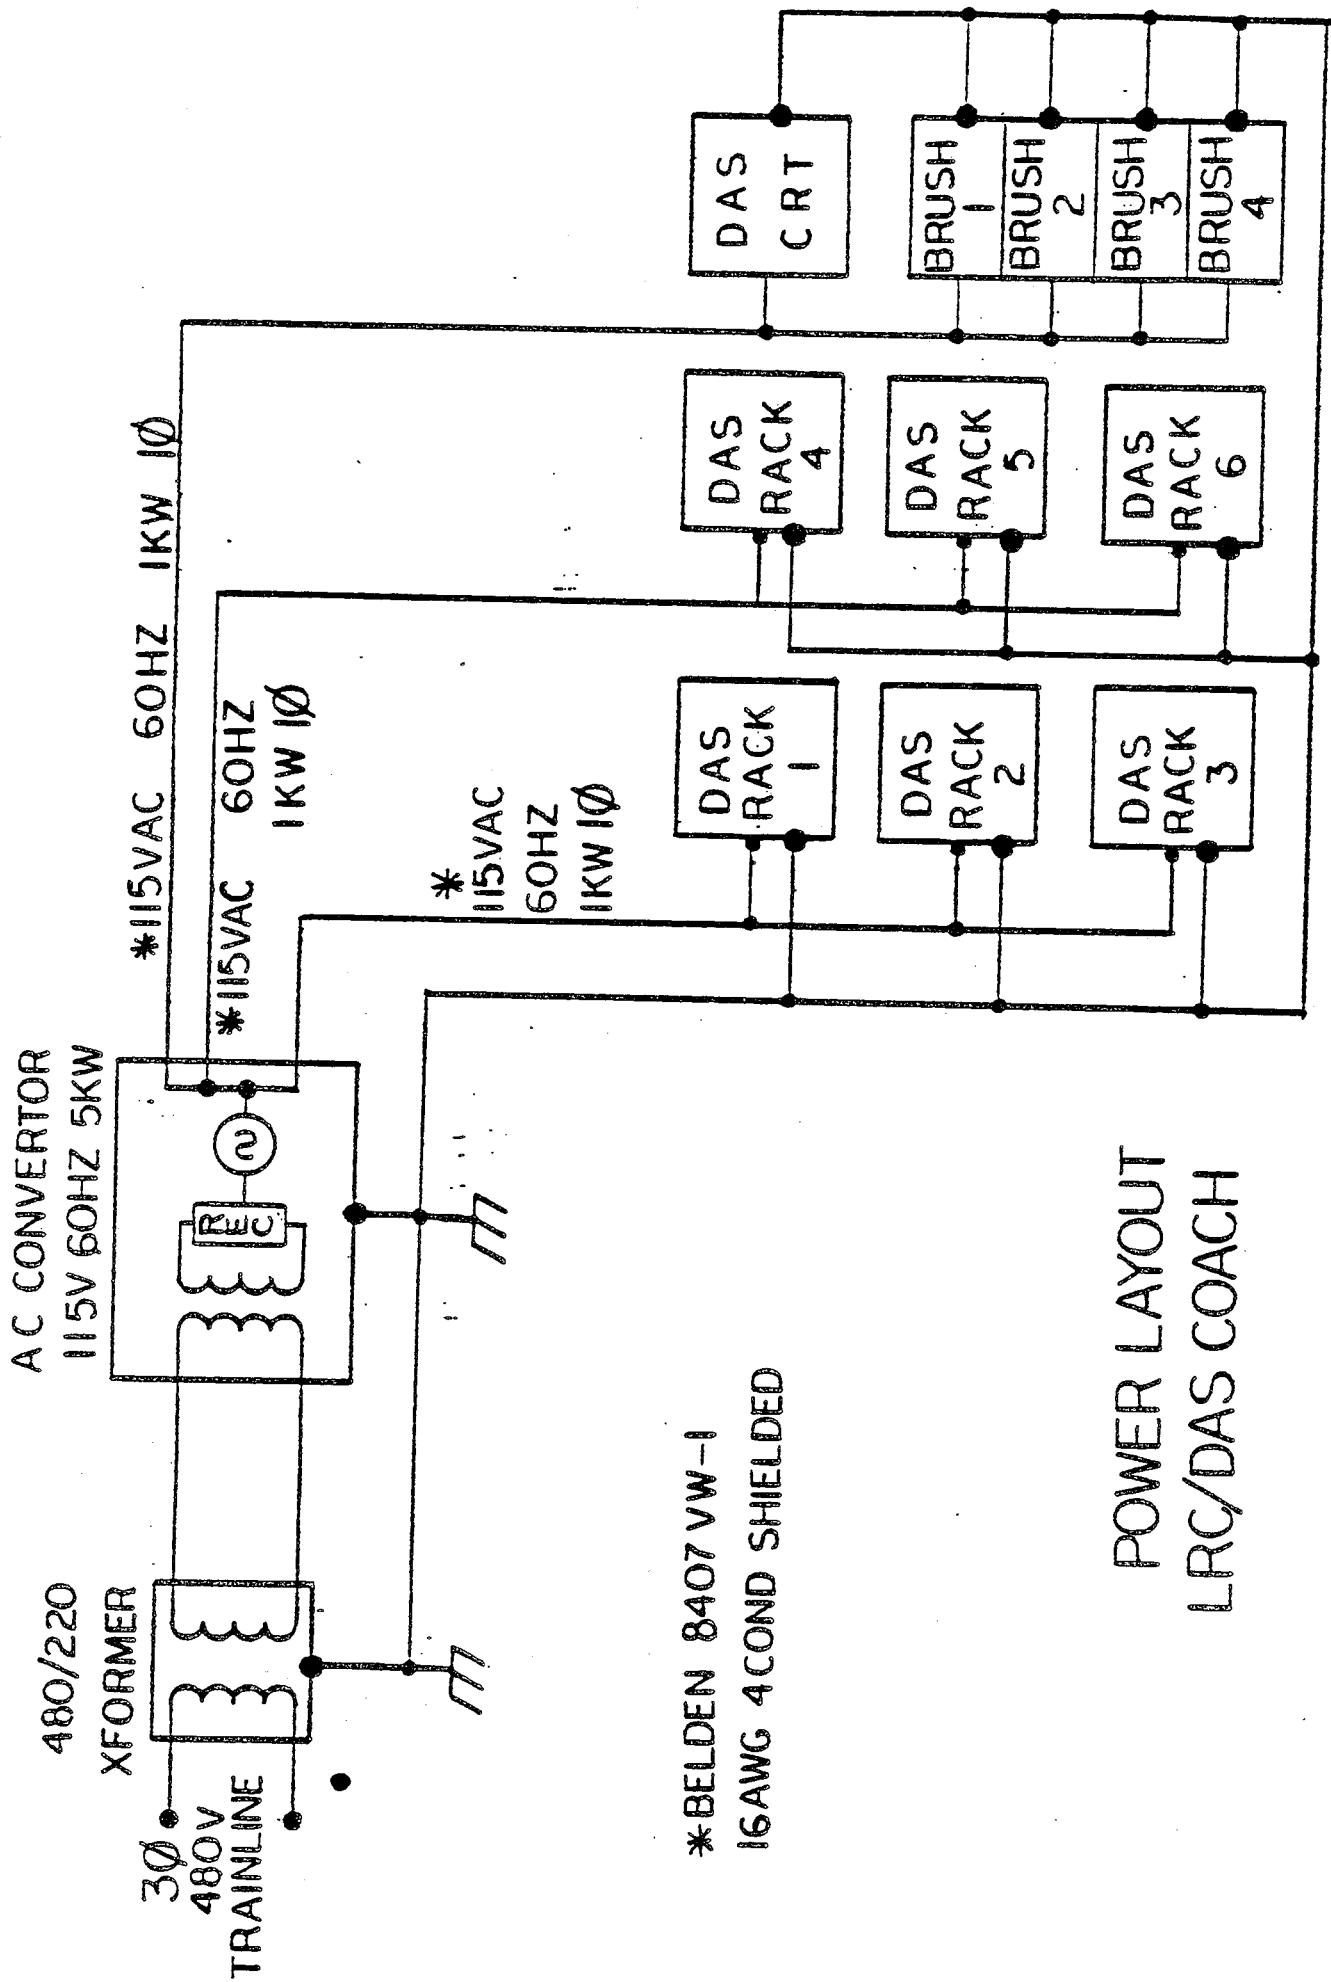 3Ø
480V
TRAINLINE
480/220
XFORMER
AC CONVERTOR
115V 60HZ 5KW
REC
*115VAC 60HZ 1KW 1Ø
*115VAC 60HZ
1KW 1Ø
*
115VAC
60HZ
1KW 1Ø
DAS
RACK
1
DAS
RACK
2
DAS
RACK
3
DAS
RACK
4
DAS
RACK
5
DAS
RACK
6
DAS
CRT
BRUSH
1
BRUSH
2
BRUSH
3
BRUSH
4
*BELDEN 8407 VW-1
16AWG 4COND SHIELDED
POWER LAYOUT
LRC/DAS COACH